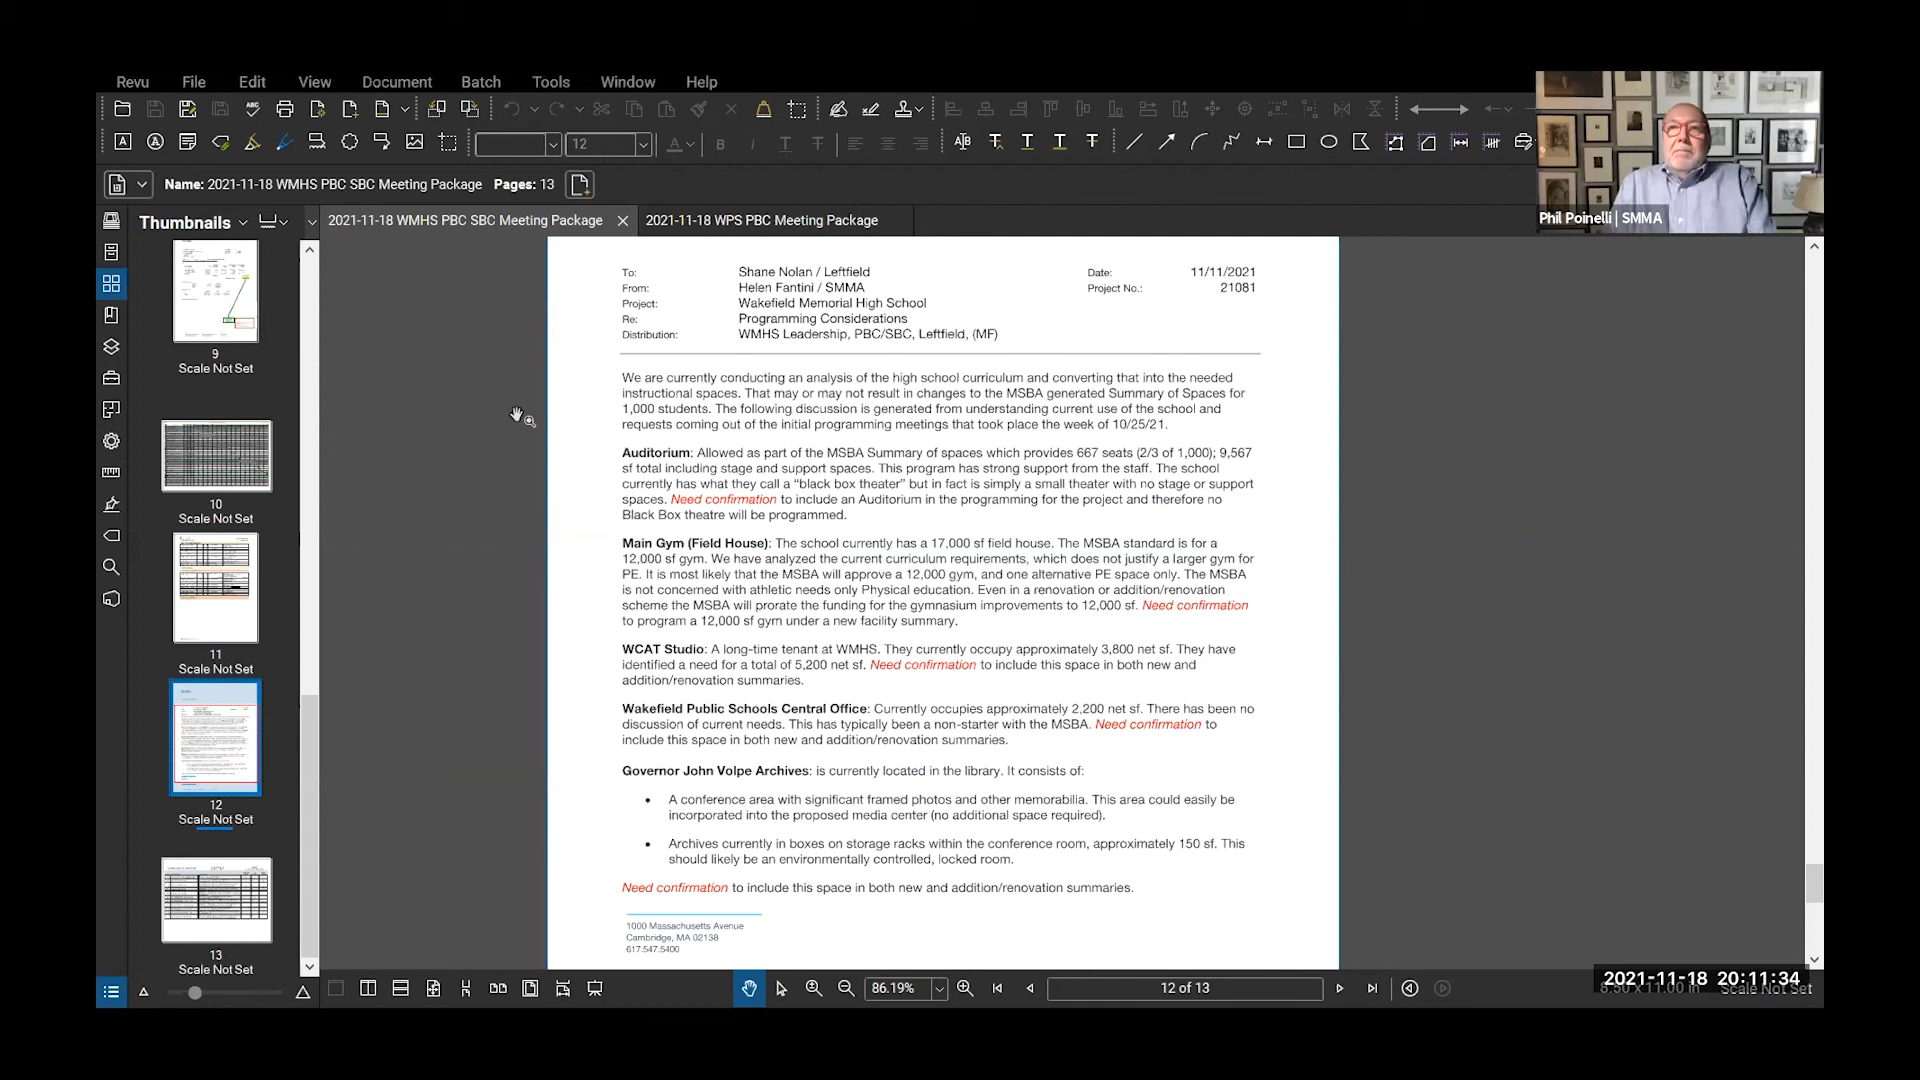 Revu File Edit View Document Batch Tools Window Help
12
Name: 2021-11-18 WMHS PBC SBC Meeting Package Pages: 13
Thumbnails
2021-11-18 WMHS PBC SBC Meeting Package
2021-11-18 WPS PBC Meeting Package
Phil Poinelli | SMMA
9
Scale Not Set
10
Scale Not Set
11
Scale Not Set
12
Scale Not Set
13
Scale Not Set
To: Shane Nolan / Leftfield Date: 11/11/2021
From: Helen Fantini / SMMA Project No.: 21081
Project: Wakefield Memorial High School
Re: Programming Considerations
Distribution: WMHS Leadership, PBC/SBC, Leftfield, (MF)
We are currently conducting an analysis of the high school curriculum and converting that into the needed
instructional spaces. That may or may not result in changes to the MSBA generated Summary of Spaces for
1,000 students. The following discussion is generated from understanding current use of the school and
requests coming out of the initial programming meetings that took place the week of 10/25/21.
Auditorium: Allowed as part of the MSBA Summary of spaces which provides 667 seats (2/3 of 1,000); 9,567
sf total including stage and support spaces. This program has strong support from the staff. The school
currently has what they call a “black box theater” but in fact is simply a small theater with no stage or support
spaces. Need confirmation to include an Auditorium in the programming for the project and therefore no
Black Box theatre will be programmed.
Main Gym (Field House): The school currently has a 17,000 sf field house. The MSBA standard is for a
12,000 sf gym. We have analyzed the current curriculum requirements, which does not justify a larger gym for
PE. It is most likely that the MSBA will approve a 12,000 gym, and one alternative PE space only. The MSBA
is not concerned with athletic needs only Physical education. Even in a renovation or addition/renovation
scheme the MSBA will prorate the funding for the gymnasium improvements to 12,000 sf. Need confirmation
to program a 12,000 sf gym under a new facility summary.
WCAT Studio: A long-time tenant at WMHS. They currently occupy approximately 3,800 net sf. They have
identified a need for a total of 5,200 net sf. Need confirmation to include this space in both new and
addition/renovation summaries.
Wakefield Public Schools Central Office: Currently occupies approximately 2,200 net sf. There has been no
discussion of current needs. This has typically been a non-starter with the MSBA. Need confirmation to
include this space in both new and addition/renovation summaries.
Governor John Volpe Archives: is currently located in the library. It consists of:
• A conference area with significant framed photos and other memorabilia. This area could easily be
incorporated into the proposed media center (no additional space required).
• Archives currently in boxes on storage racks within the conference room, approximately 150 sf. This
should likely be an environmentally controlled, locked room.
Need confirmation to include this space in both new and addition/renovation summaries.
1000 Massachusetts Avenue
Cambridge, MA 02138
617.547.5400
86.19%
12 of 13
2021-11-18 20:11:34
8.50 x 11.00 in Scale Not Set